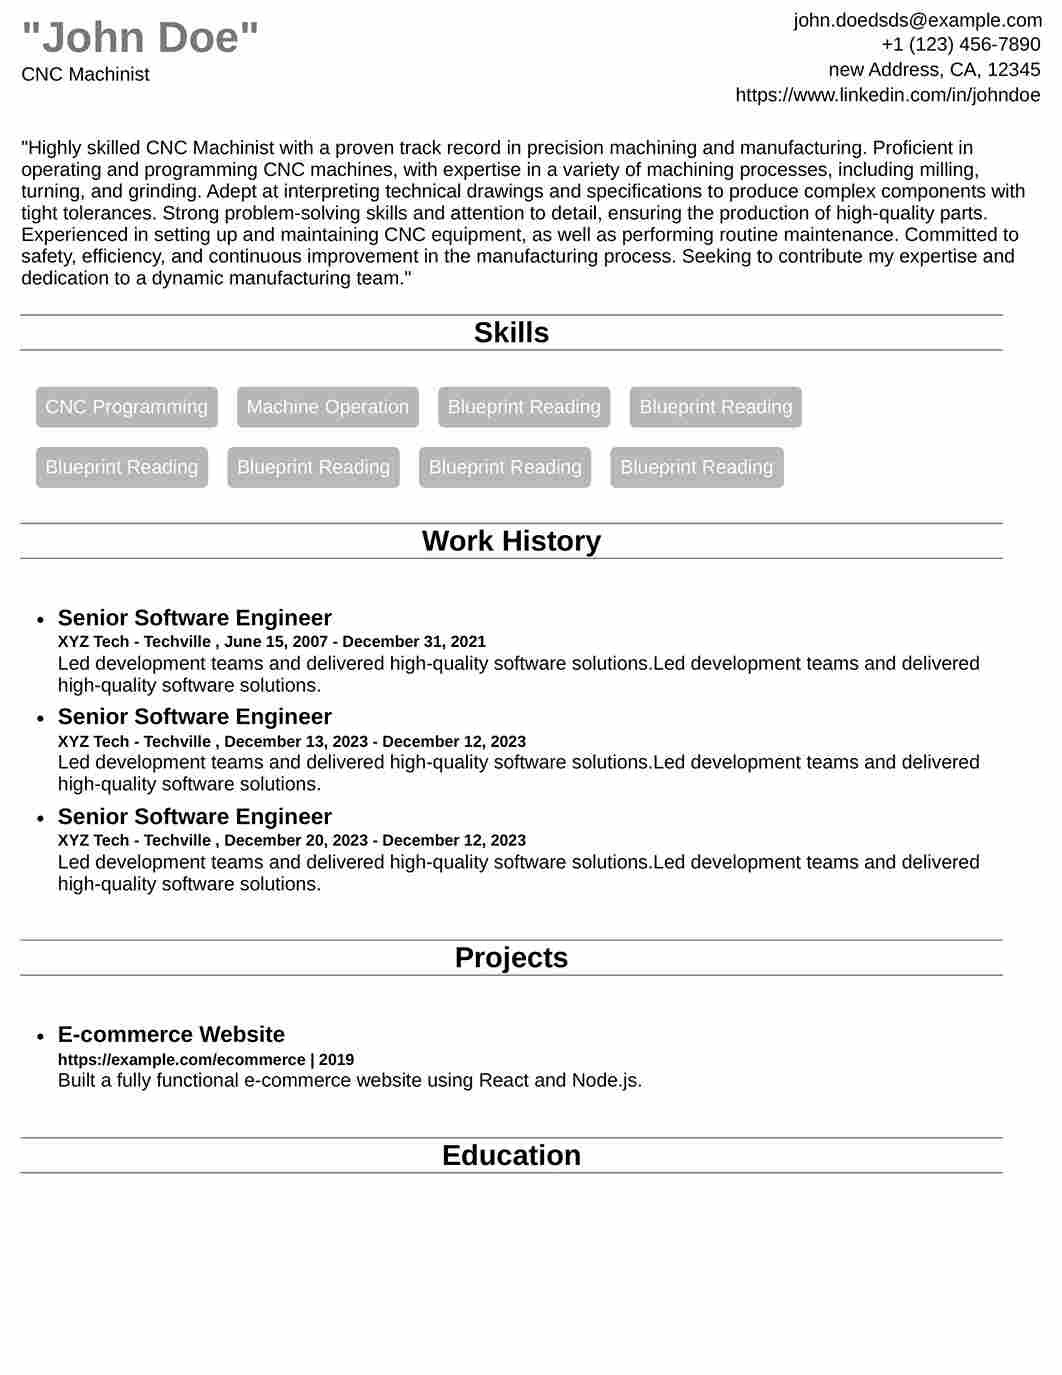 "John Doe"
CNC Machinist
john.doedsds@example.com
+1 (123) 456-7890
new Address, CA, 12345
https://www.linkedin.com/in/johndoe
"Highly skilled CNC Machinist with a proven track record in precision machining and manufacturing. Proficient in
operating and programming CNC machines, with expertise in a variety of machining processes, including milling,
turning, and grinding. Adept at interpreting technical drawings and specifications to produce complex components with
tight tolerances. Strong problem-solving skills and attention to detail, ensuring the production of high-quality parts.
Experienced in setting up and maintaining CNC equipment, as well as performing routine maintenance. Committed to
safety, efficiency, and continuous improvement in the manufacturing process. Seeking to contribute my expertise and
dedication to a dynamic manufacturing team."
Skills
CNC Programming Machine Operation Blueprint Reading Blueprint Reading
Blueprint Reading Blueprint Reading Blueprint Reading Blueprint Reading
Work History
• Senior Software Engineer
XYZ Tech - Techville , June 15, 2007 - December 31, 2021
Led development teams and delivered high-quality software solutions.Led development teams and delivered
high-quality software solutions.
• Senior Software Engineer
XYZ Tech - Techville , December 13, 2023 - December 12, 2023
Led development teams and delivered high-quality software solutions.Led development teams and delivered
high-quality software solutions.
• Senior Software Engineer
XYZ Tech - Techville , December 20, 2023 - December 12, 2023
Led development teams and delivered high-quality software solutions.Led development teams and delivered
high-quality software solutions.
Projects
• E-commerce Website
https://example.com/ecommerce | 2019
Built a fully functional e-commerce website using React and Node.js.
Education